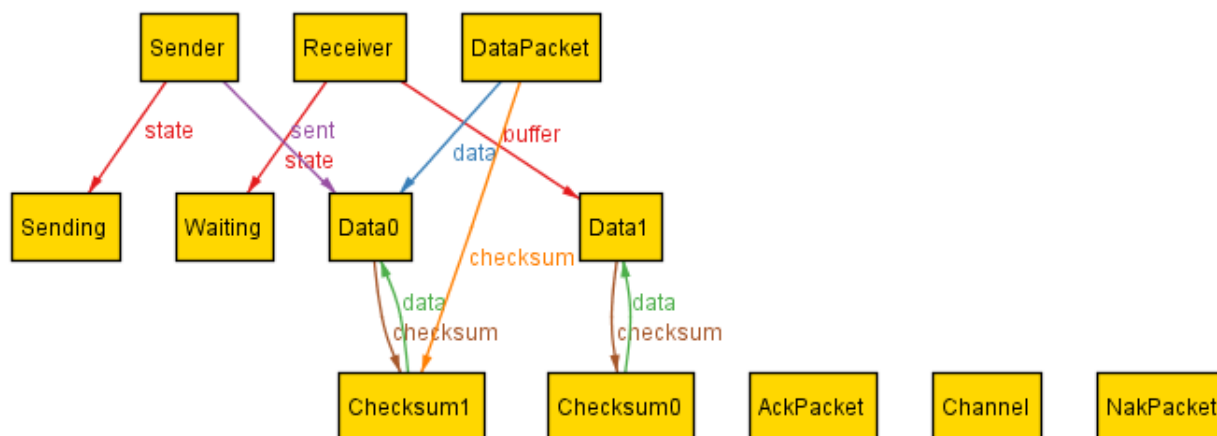 Sender
Receiver
DataPacket
state
sent
state
data
buffer
Sending
Waiting
Data0
Data1
checksum
data
checksum
data
checksum
Checksum1
Checksum0
AckPacket
Channel
NakPacket